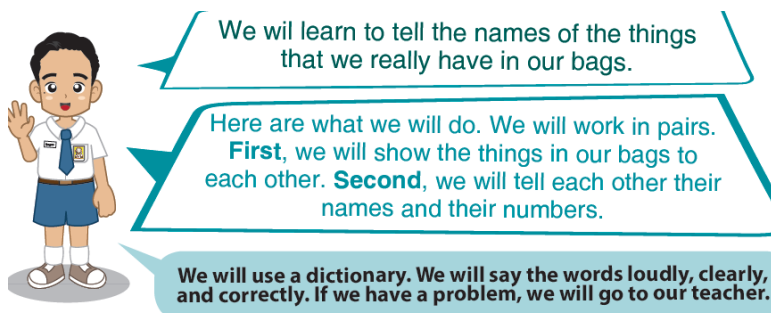 We wil learn to tell the names of the things
that we really have in our bags.
Here are what we will do. We will work in pairs.
First, we will show the things in our bags to
each other. Second, we will tell each other their
names and their numbers.
We will use a dictionary. We will say the words loudly, clearly,
and correctly. If we have a problem, we will go to our teacher.